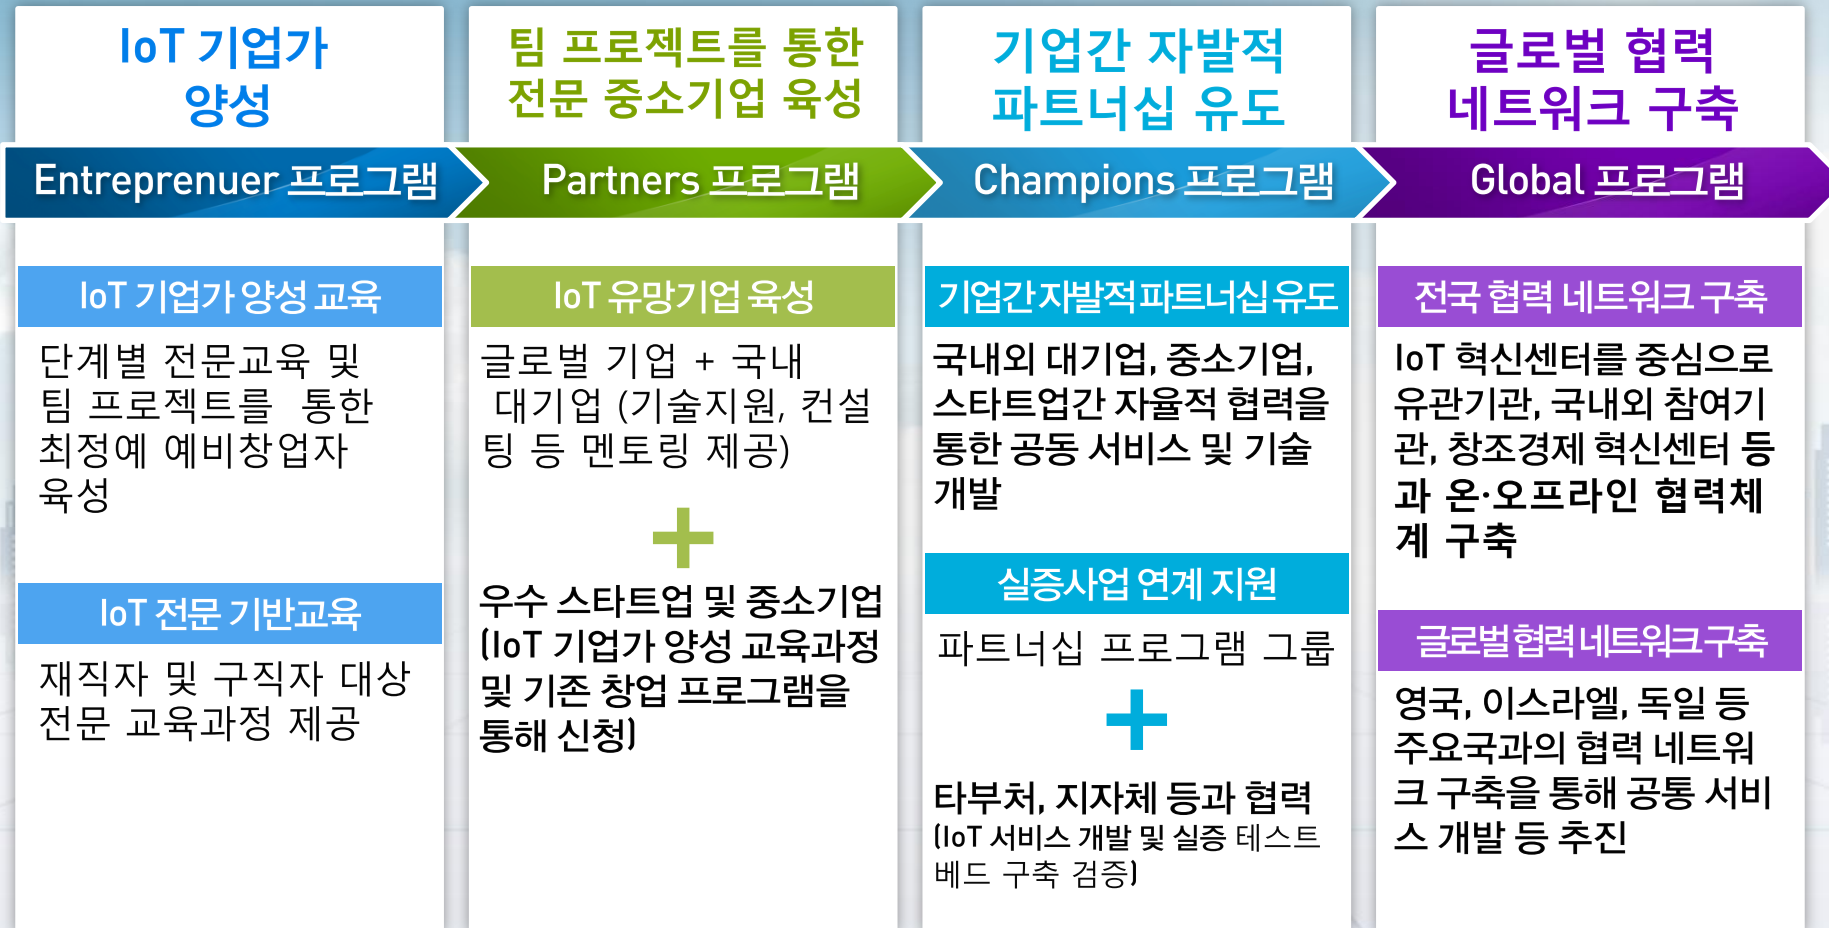 IoT 기업가
양성
Entreprenuer 프로그램
IoT 기업가 양성 교육
단계별 전문교육 및
팀 프로젝트를 통한
최정예 예비창업자
육성
IoT 전문 기반교육
재직자 및 구직자 대상
전문 교육과정 제공
팀 프로젝트를 통한
전문 중소기업 육성
Partners 프로그램
IoT 유망기업 육성
글로벌 기업 + 국내
대기업 (기술지원, 컨설
팅 등 멘토링 제공)
+
우수 스타트업 및 중소기업
(IoT 기업가 양성 교육과정
및 기존 창업 프로그램을
통해 신청)
기업간 자발적
파트너십 유도
Champions 프로그램
기업간 자발적 파트너십 유도
국내외 대기업, 중소기업,
스타트업간 자율적 협력을
통한 공동 서비스 및 기술
개발
실증사업 연계 지원
파트너십 프로그램 그룹
+
타부처, 지자체 등과 협력
(IoT 서비스 개발 및 실증 테스트
베드 구축 검증)
글로벌 협력
네트워크 구축
Global 프로그램
전국 협력 네트워크 구축
IoT 혁신센터를 중심으로
유관기관, 국내외 참여기
관, 창조경제 혁신센터 등
과 온·오프라인 협력체
계 구축
글로벌 협력 네트워크 구축
영국, 이스라엘, 독일 등
주요국과의 협력 네트워
크 구축을 통해 공통 서비
스 개발 등 추진